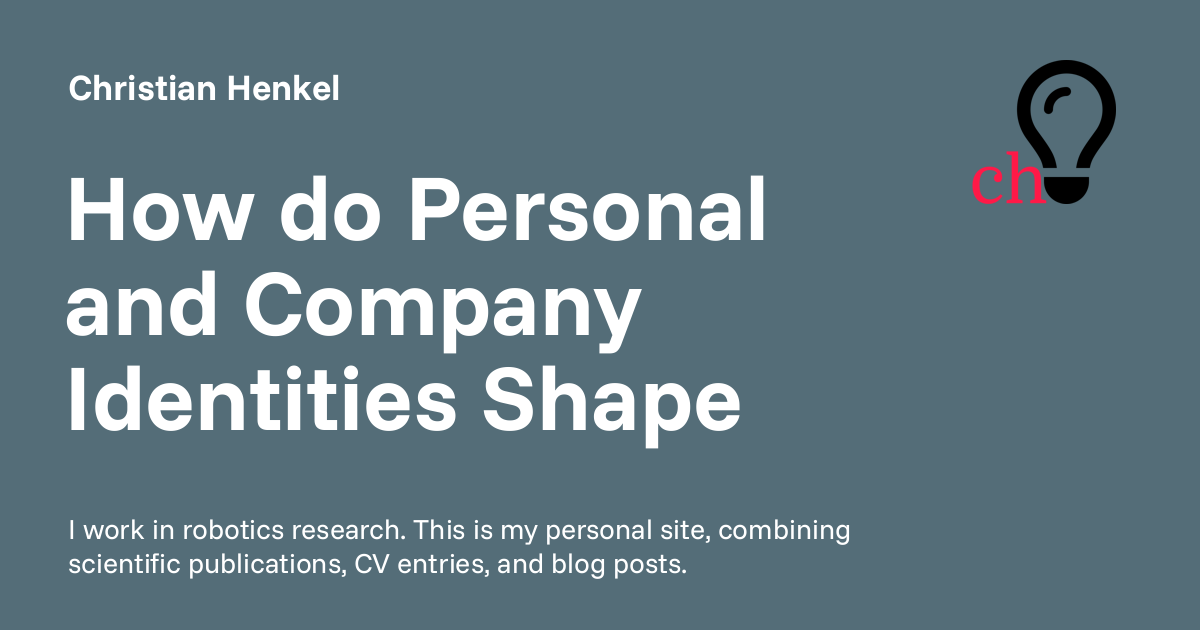 Christian Henkel
ch
How do Personal
and Company
Identities Shape
I work in robotics research. This is my personal site, combining
scientific publications, CV entries, and blog posts.